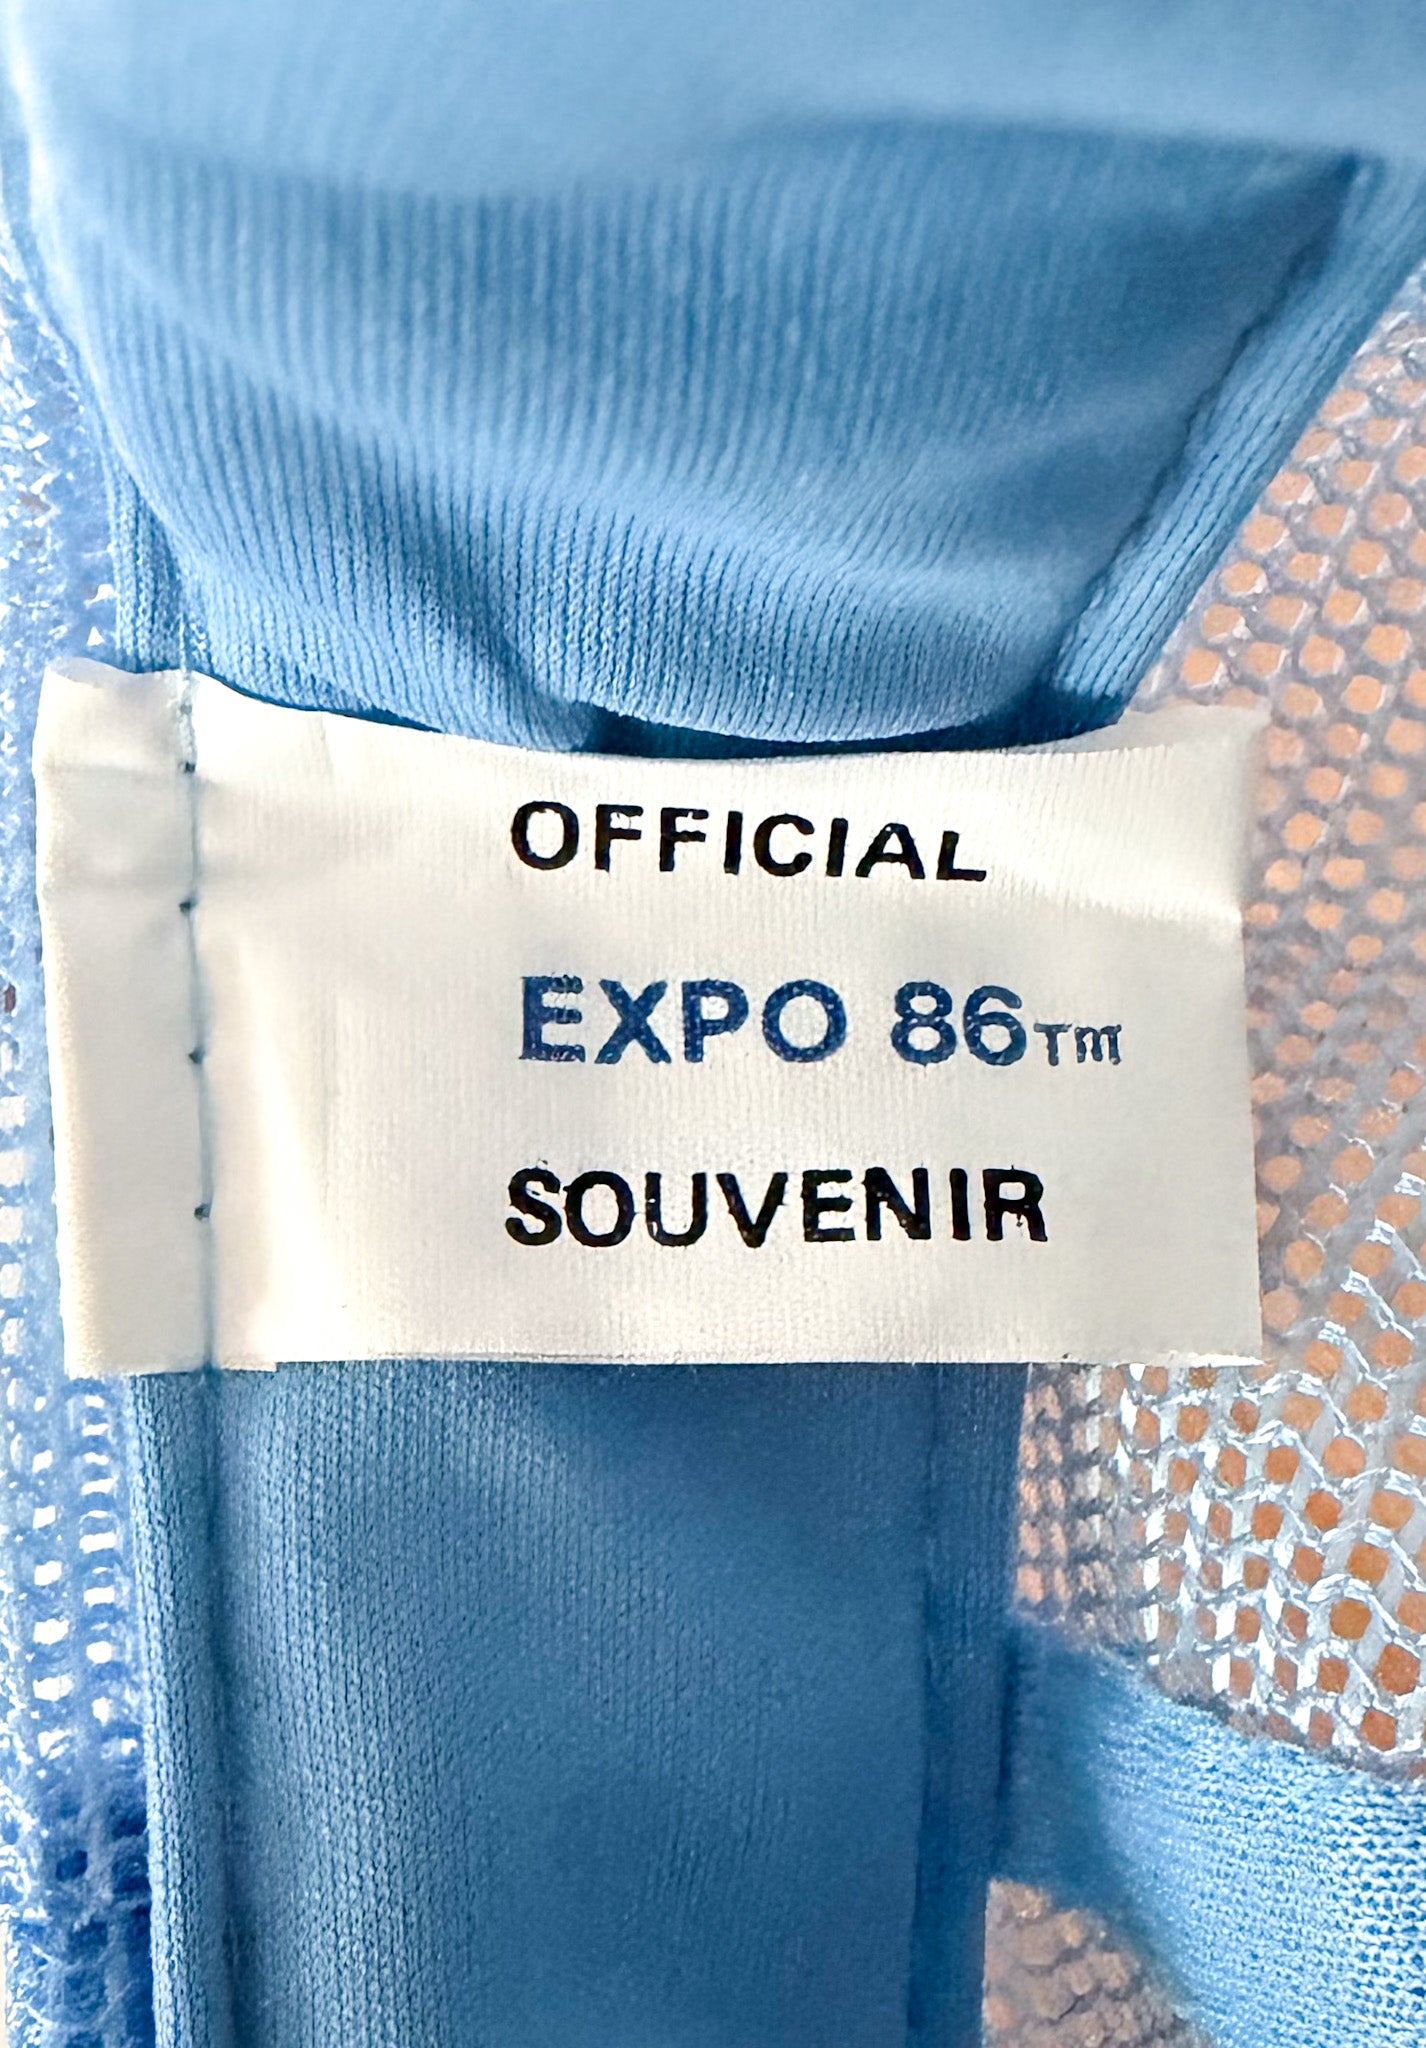 OFFICIAL
EXPO 86™
SOUVENIR